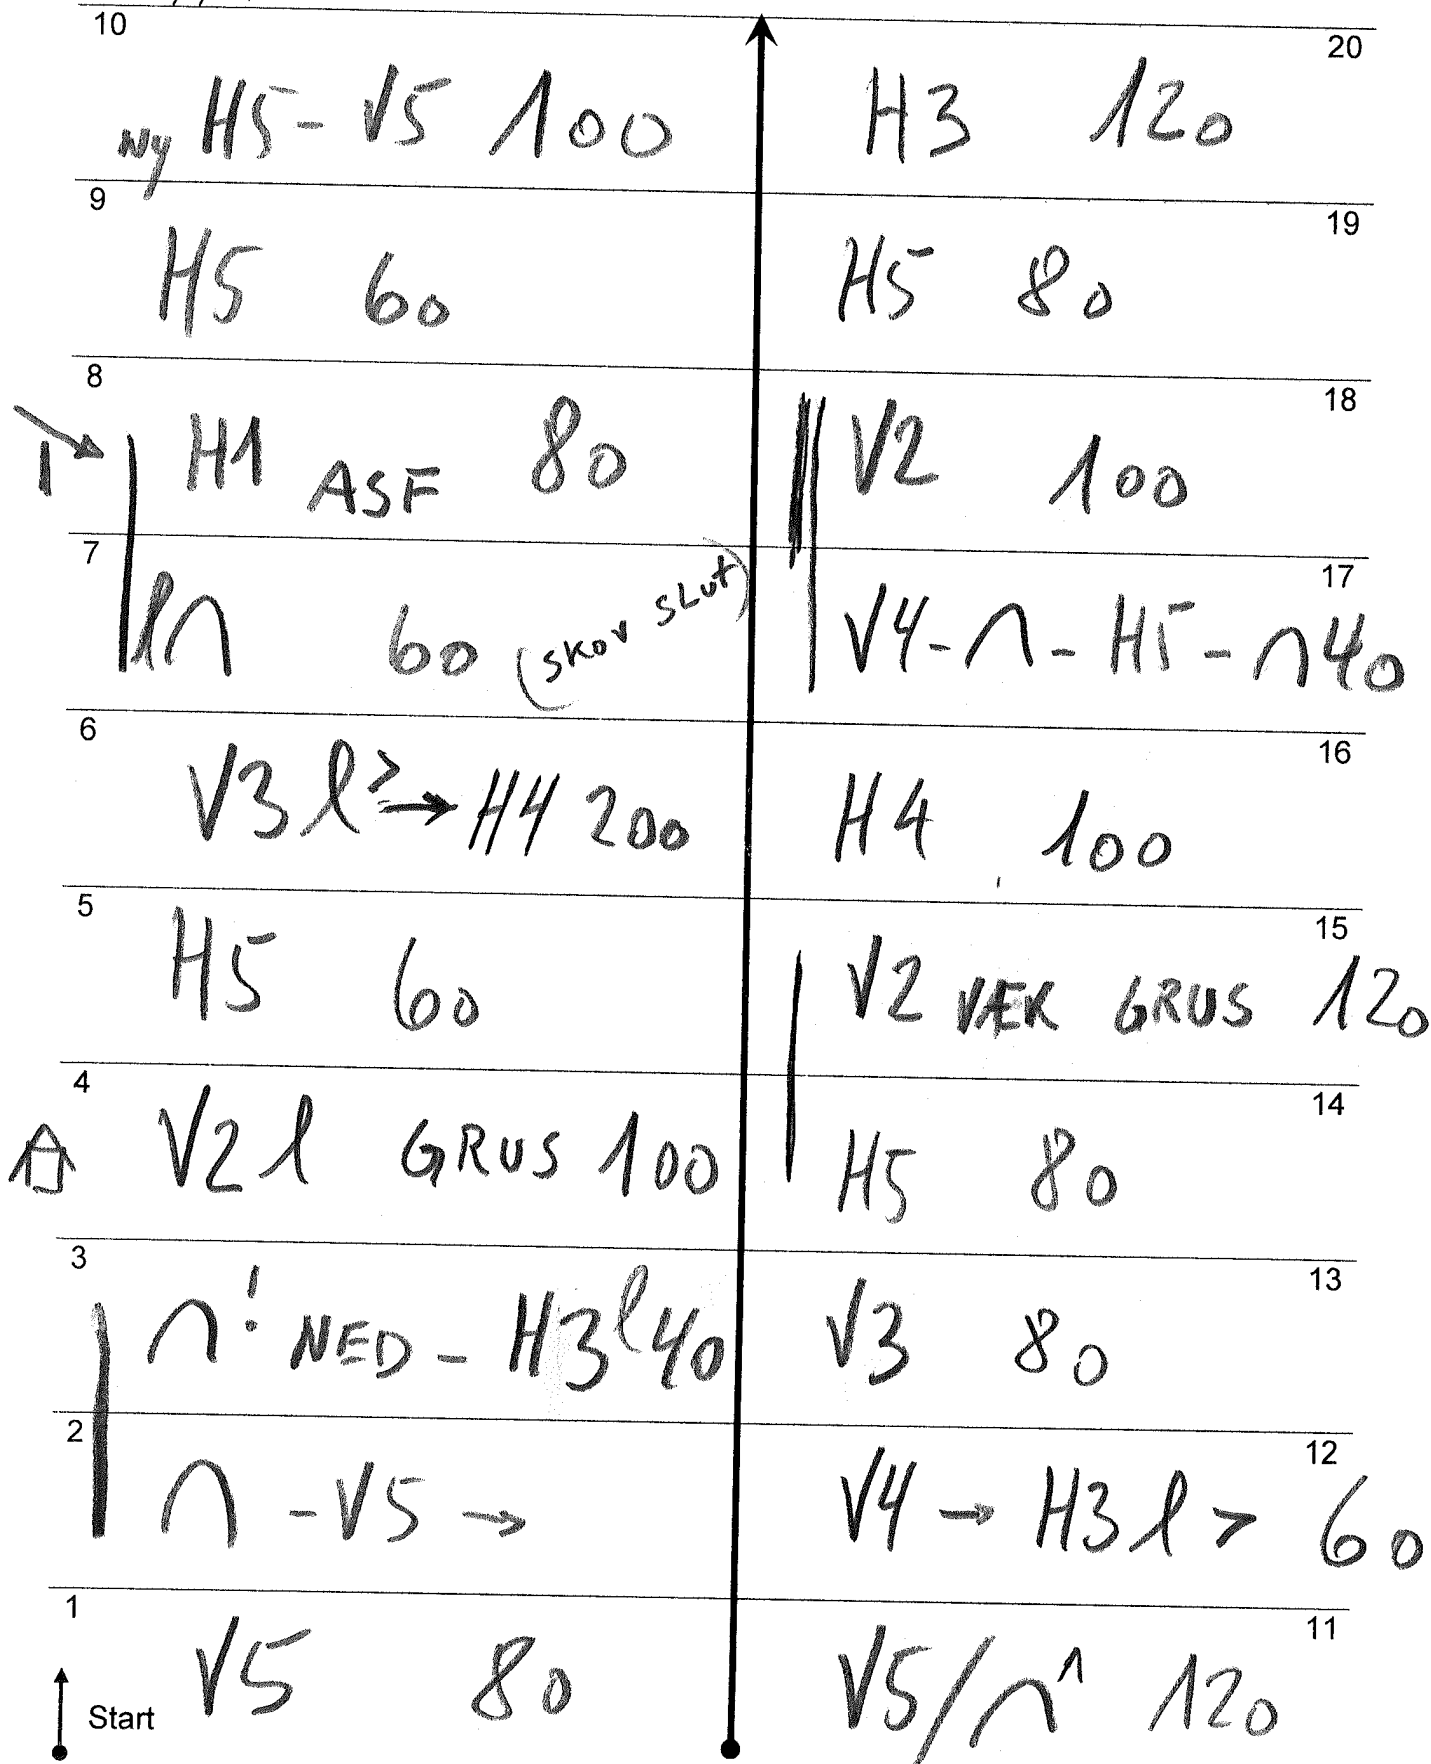 10
Ny H5 - V5 100
9
H5 60
8
H1 ASF 80
7
l∩ 60 (SKOV SLUT)
6
V3 l > → H4 200
5
H5 60
4
V2 l GRUS 100
3
∩! NED - H3 l 40
2
∩ - V5 →
1
V5 80
Start
20
H3 120
19
H5 80
18
V2 100
17
V4 - ∩ - H5 - ∩ 40
16
H4 100
15
V2 VÆK GRUS 120
14
H5 80
13
V3 80
12
V4 → H3 l > 60
11
V5/∩^ 120